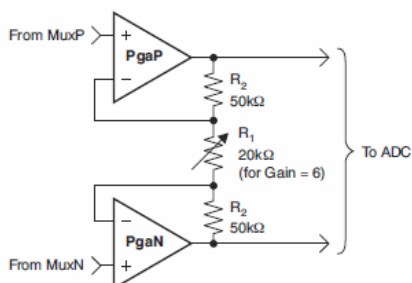 From MuxP
+
PgaP
−
R2
50kΩ
R1
20kΩ
(for Gain = 6)
To ADC
−
R2
50kΩ
PgaN
From MuxN
+